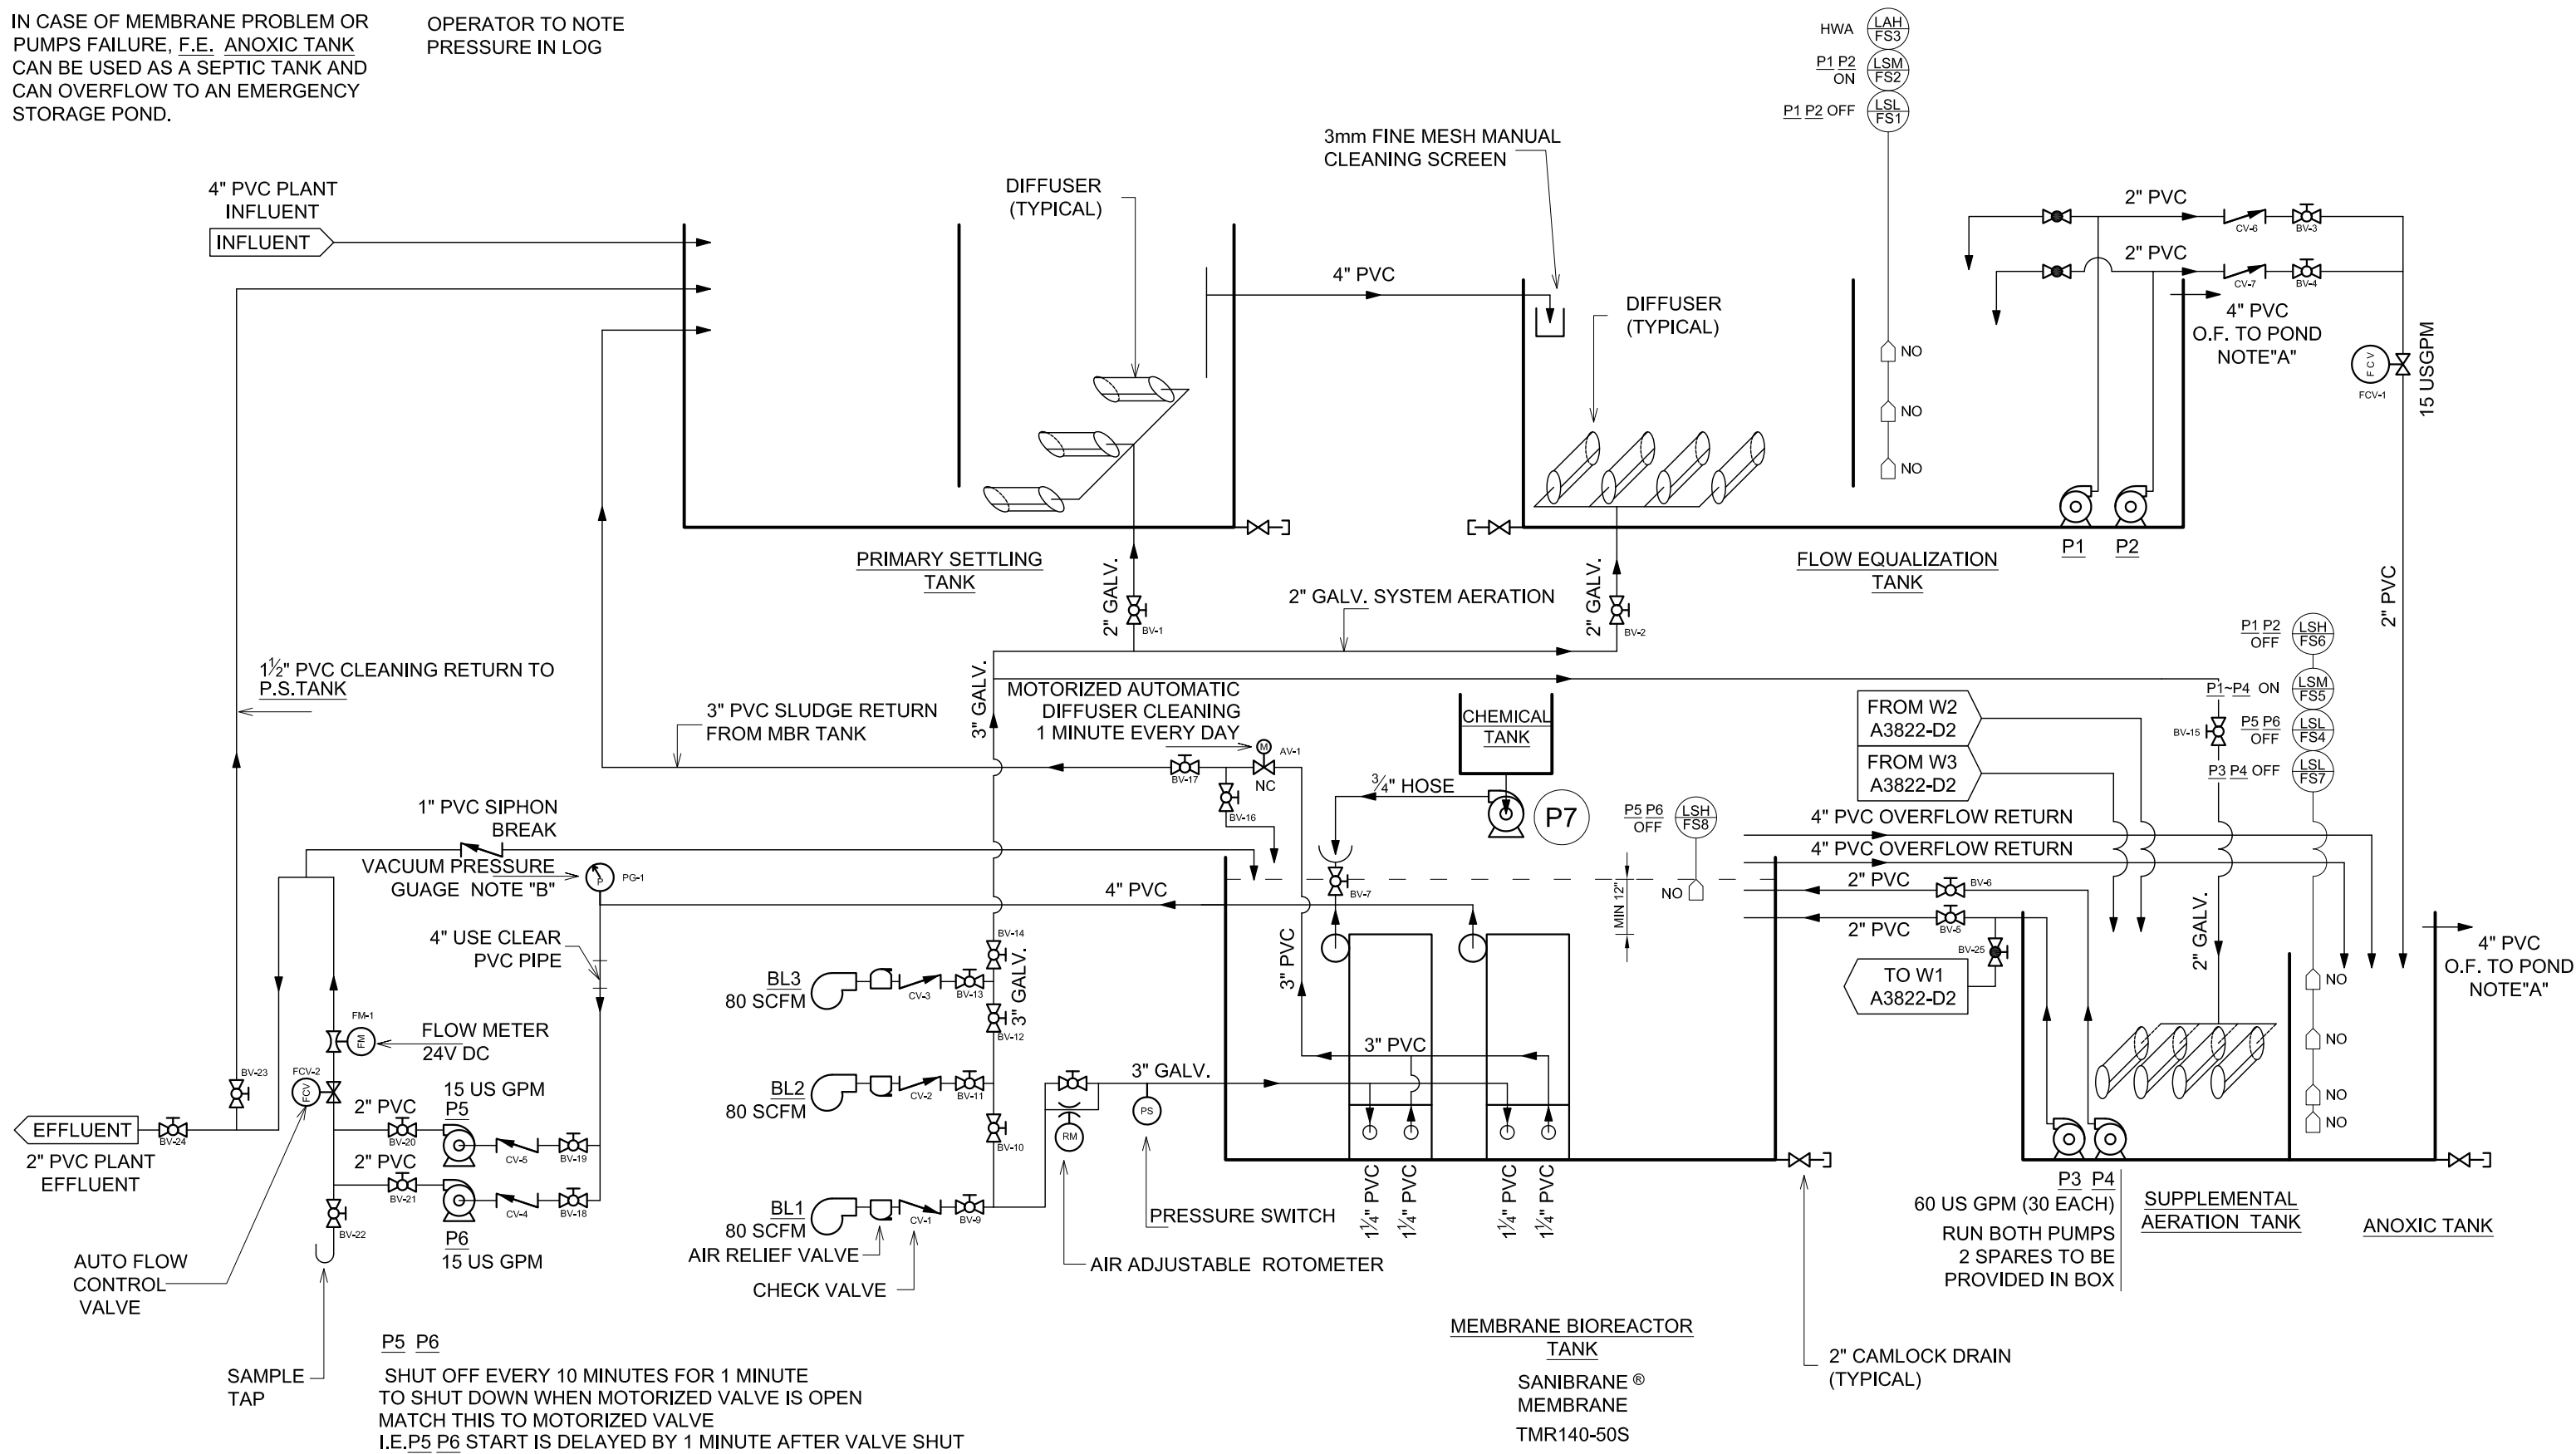 IN CASE OF MEMBRANE PROBLEM OR
PUMPS FAILURE, F.E. ANOXIC TANK
CAN BE USED AS A SEPTIC TANK AND
CAN OVERFLOW TO AN EMERGENCY
STORAGE POND.
OPERATOR TO NOTE
PRESSURE IN LOG
HWA
LAH
FS3
P1 P2
ON
LSM
FS2
P1 P2 OFF
LSL
FS1
3mm FINE MESH MANUAL
CLEANING SCREEN
4" PVC PLANT
INFLUENT
INFLUENT
DIFFUSER
(TYPICAL)
4" PVC
DIFFUSER
(TYPICAL)
NO
NO
NO
2" PVC
CV-6
BV-3
2" PVC
CV-7
BV-4
4" PVC
O.F. TO POND
NOTE"A"
FCV
FCV-1
15 USGPM
PRIMARY SETTLING
TANK
FLOW EQUALIZATION
TANK
P1
P2
2" GALV.
BV-1
2" GALV. SYSTEM AERATION
2" GALV.
BV-2
2" PVC
P1 P2
OFF
LSH
FS6
P1~P4 ON
LSM
FS5
P5 P6
OFF
LSL
FS4
P3 P4 OFF
LSL
FS7
BV-15
1½" PVC CLEANING RETURN TO
P.S.TANK
3" PVC SLUDGE RETURN
FROM MBR TANK
3" GALV.
MOTORIZED AUTOMATIC
DIFFUSER CLEANING
1 MINUTE EVERY DAY
M
AV-1
NC
BV-17
BV-16
CHEMICAL
TANK
¾" HOSE
P7
P5 P6
OFF
LSH
FS8
FROM W2
A3822-D2
FROM W3
A3822-D2
4" PVC OVERFLOW RETURN
4" PVC OVERFLOW RETURN
1" PVC SIPHON
BREAK
VACUUM PRESSURE
GUAGE NOTE "B"
P
PG-1
4" PVC
BV-7
MIN 12"
NO
2" PVC
BV-6
2" PVC
BV-5
BV-25
TO W1
A3822-D2
2" GALV.
NO
NO
NO
NO
4" PVC
O.F. TO POND
NOTE"A"
4" USE CLEAR
PVC PIPE
BL3
80 SCFM
CV-3
BV-13
BV-14
3" GALV.
BV-12
3" PVC
3" PVC
FM-1
FM
FLOW METER
24V DC
BV-23
FCV-2
FCV
BL2
80 SCFM
CV-2
BV-11
BV-10
3" GALV.
RM
PS
EFFLUENT
BV-24
2" PVC PLANT
EFFLUENT
15 US GPM
P5
2" PVC
BV-20
CV-5
BV-19
2" PVC
BV-21
CV-4
BV-18
P6
15 US GPM
BV-22
BL1
80 SCFM
CV-1
BV-9
AIR RELIEF VALVE
CHECK VALVE
PRESSURE SWITCH
AIR ADJUSTABLE ROTOMETER
1¼" PVC
1¼" PVC
1¼" PVC
1¼" PVC
P3 P4
60 US GPM (30 EACH)
RUN BOTH PUMPS
2 SPARES TO BE
PROVIDED IN BOX
SUPPLEMENTAL
AERATION TANK
ANOXIC TANK
AUTO FLOW
CONTROL
VALVE
SAMPLE
TAP
P5 P6
SHUT OFF EVERY 10 MINUTES FOR 1 MINUTE
TO SHUT DOWN WHEN MOTORIZED VALVE IS OPEN
MATCH THIS TO MOTORIZED VALVE
I.E.P5 P6 START IS DELAYED BY 1 MINUTE AFTER VALVE SHUT
MEMBRANE BIOREACTOR
TANK
SANIBRANE ®
MEMBRANE
TMR140-50S
2" CAMLOCK DRAIN
(TYPICAL)